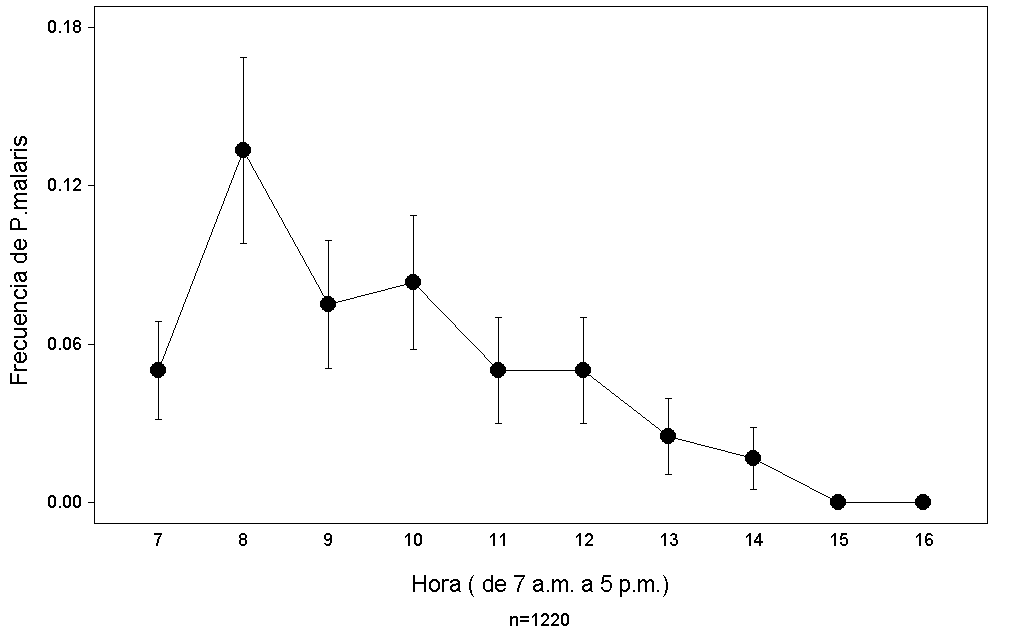 0.18
0.12
0.06
0.00
Frecuencia de P.malaris
7 8 9 10 11 12 13 14 15 16
Hora ( de 7 a.m. a 5 p.m.)
n=1220